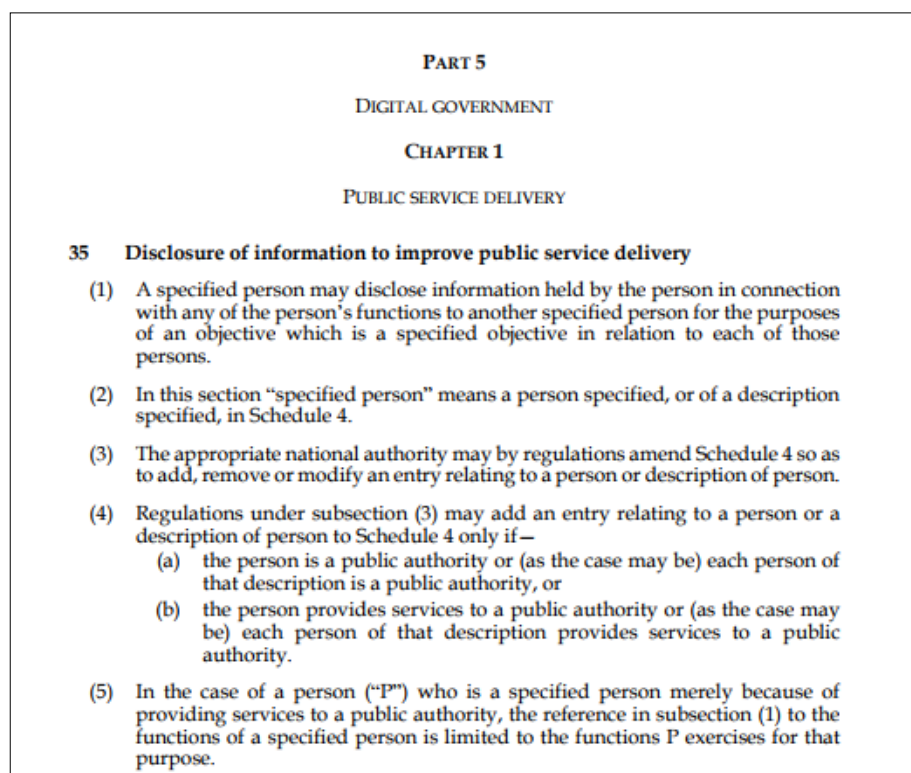 PART 5
DIGITAL GOVERNMENT
CHAPTER 1
PUBLIC SERVICE DELIVERY
35 Disclosure of information to improve public service delivery
(1) A specified person may disclose information held by the person in connection
with any of the person's functions to another specified person for the purposes
of an objective which is a specified objective in relation to each of those
persons.
(2) In this section “specified person” means a person specified, or of a description
specified, in Schedule 4.
(3) The appropriate national authority may by regulations amend Schedule 4 so as
to add, remove or modify an entry relating to a person or description of person.
(4) Regulations under subsection (3) may add an entry relating to a person or a
description of person to Schedule 4 only if—
(a) the person is a public authority or (as the case may be) each person of
that description is a public authority, or
(b) the person provides services to a public authority or (as the case may
be) each person of that description provides services to a public
authority.
(5) In the case of a person (“P”) who is a specified person merely because of
providing services to a public authority, the reference in subsection (1) to the
functions of a specified person is limited to the functions P exercises for that
purpose.